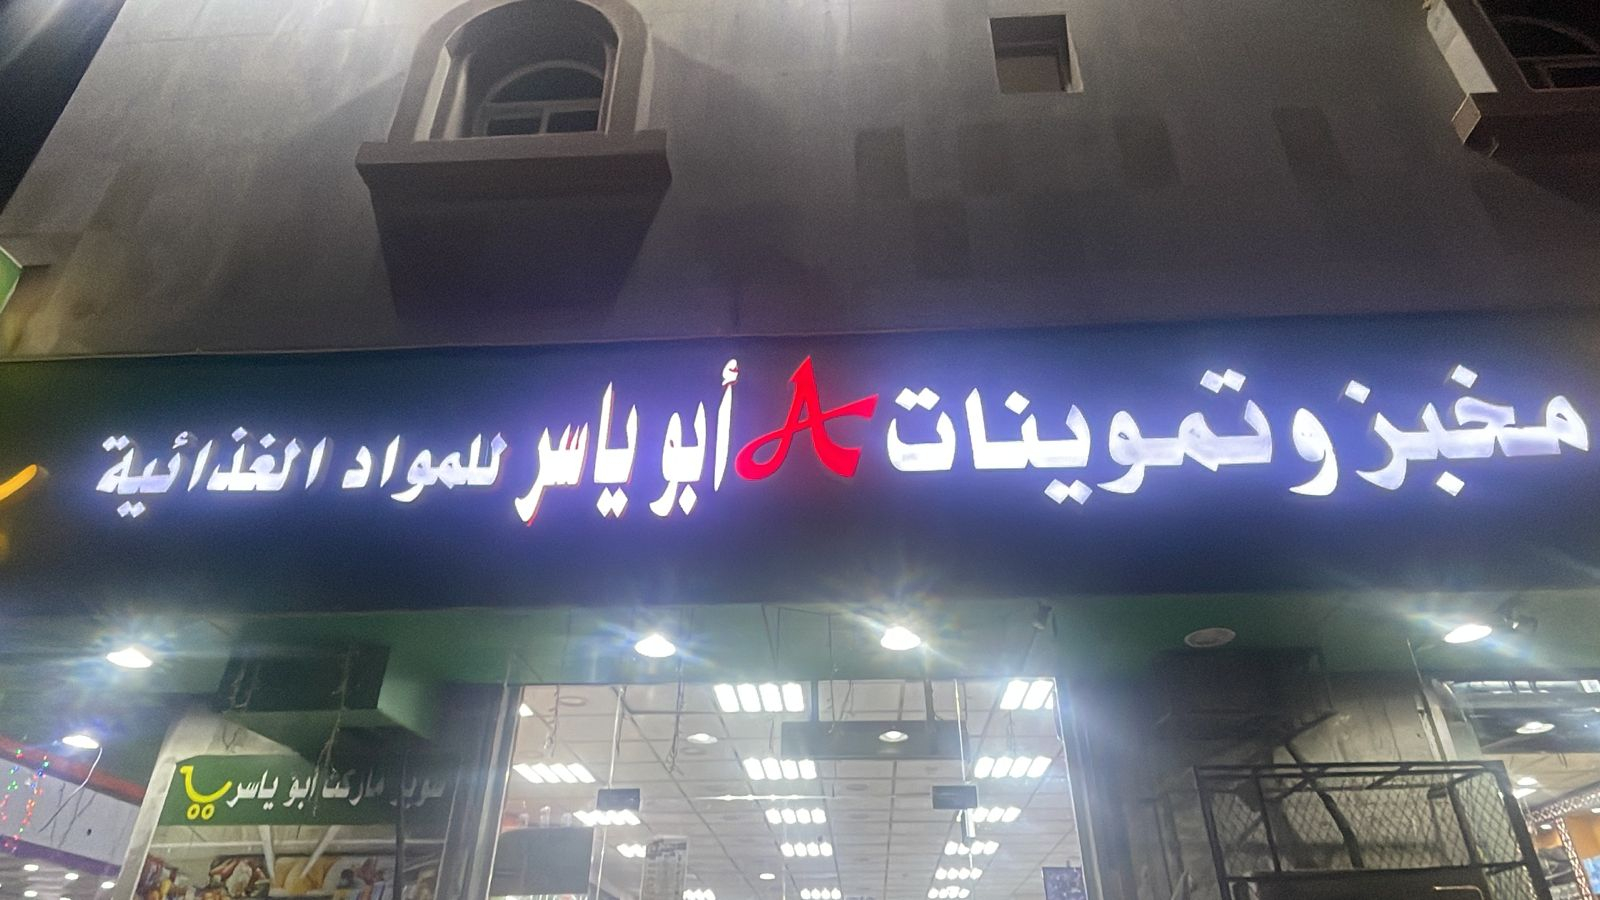 مخبز وتموينات A أبو ياسر للمواد الغذائية
سوبر ماركت أبو ياسر